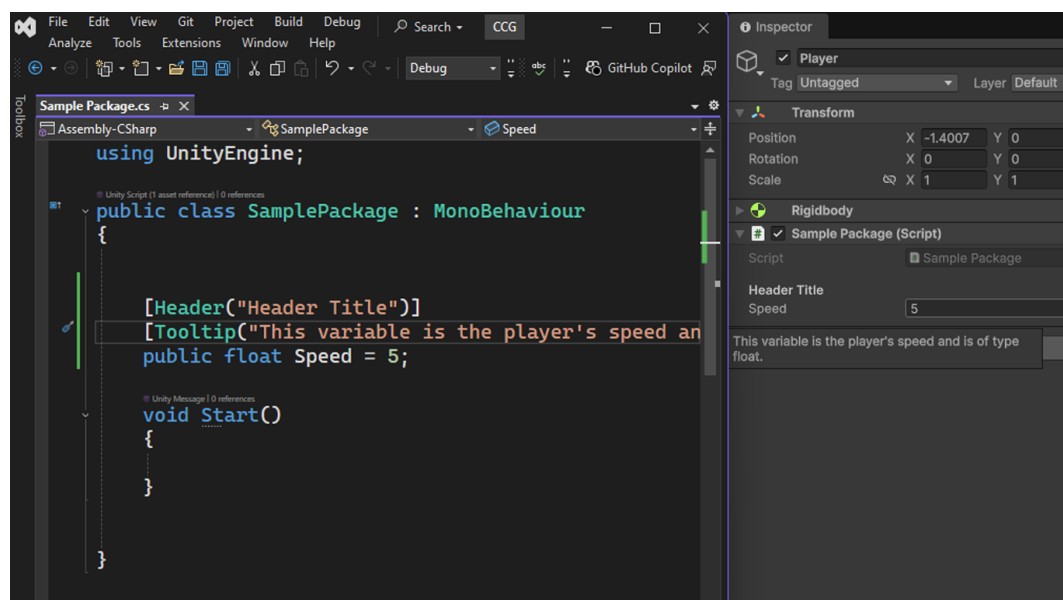 File Edit View Git Project Build Debug Search CCG
Analyze Tools Extensions Window Help
Debug GitHub Copilot
Toolbox
Sample Package.cs
Assembly-CSharp SamplePackage Speed
using UnityEngine;
Unity Script (1 asset reference) | 0 references
public class SamplePackage : MonoBehaviour
{
[Header("Header Title")]
[Tooltip("This variable is the player's speed an
public float Speed = 5;
Unity Message | 0 references
void Start()
{
}
}
Inspector
Player
Tag Untagged Layer Default
Transform
Position X -1.4007 Y 0
Rotation X 0 Y 0
Scale X 1 Y 1
Rigidbody
# Sample Package (Script)
Script Sample Package
Header Title
Speed 5
This variable is the player's speed and is of type
float.